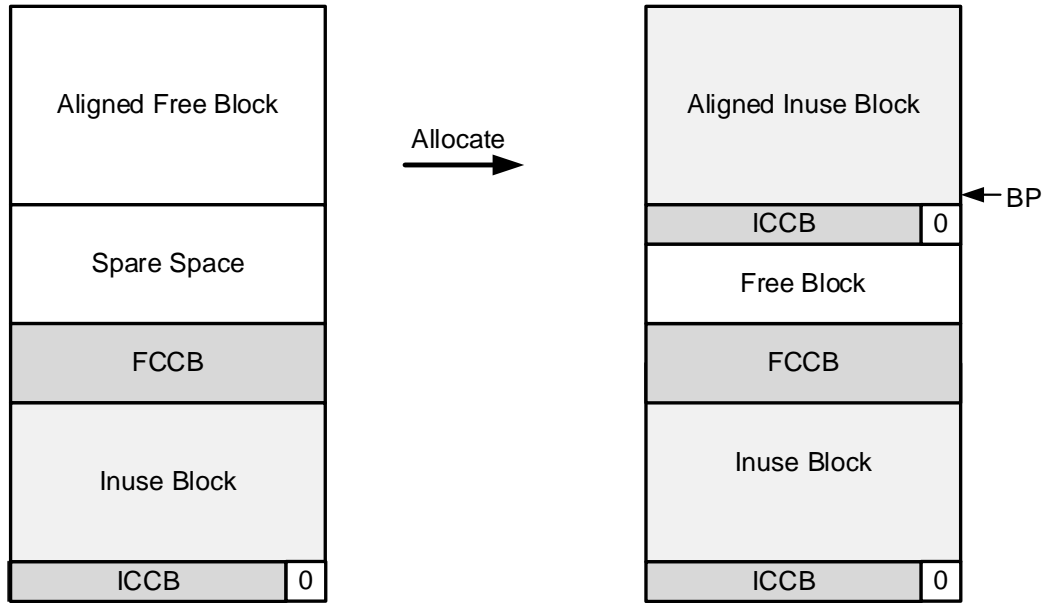 Aligned Free Block
Spare Space
FCCB
Inuse Block
ICCB 0
Allocate
Aligned Inuse Block
BP
ICCB 0
Free Block
FCCB
Inuse Block
ICCB 0